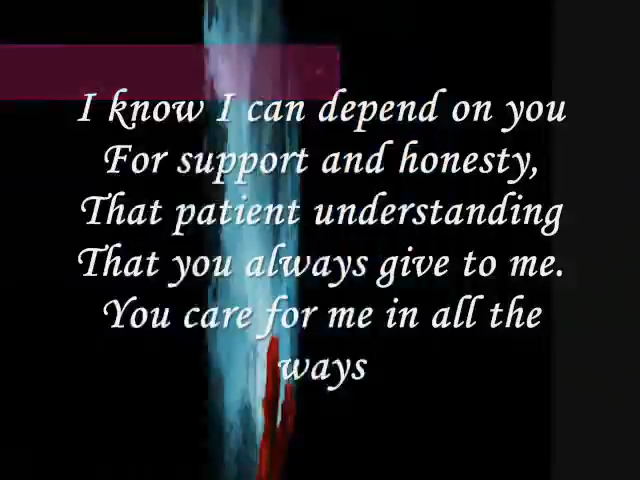 I know I can depend on you
For support and honesty,
That patient understanding
That you always give to me.
You care for me in all the
ways